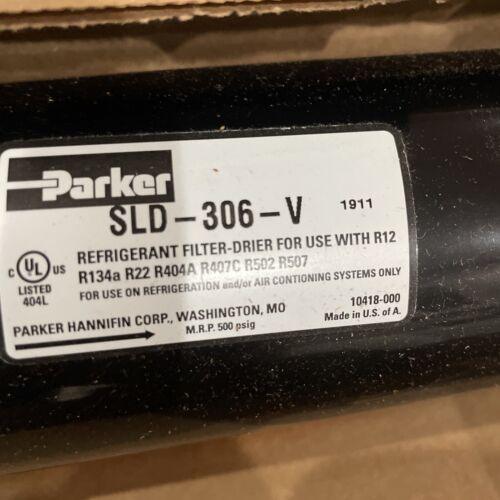 Parker
SLD-306-V 1911
REFRIGERANT FILTER-DRIER FOR USE WITH R12
R134a R22 R404A R407C R502 R507
FOR USE ON REFRIGERATION and/or AIR CONTIONING SYSTEMS ONLY
C UL US
LISTED
404L
10418-000
PARKER HANNIFIN CORP., WASHINGTON, MO
Made in U.S. of A.
M.R.P. 500 psig